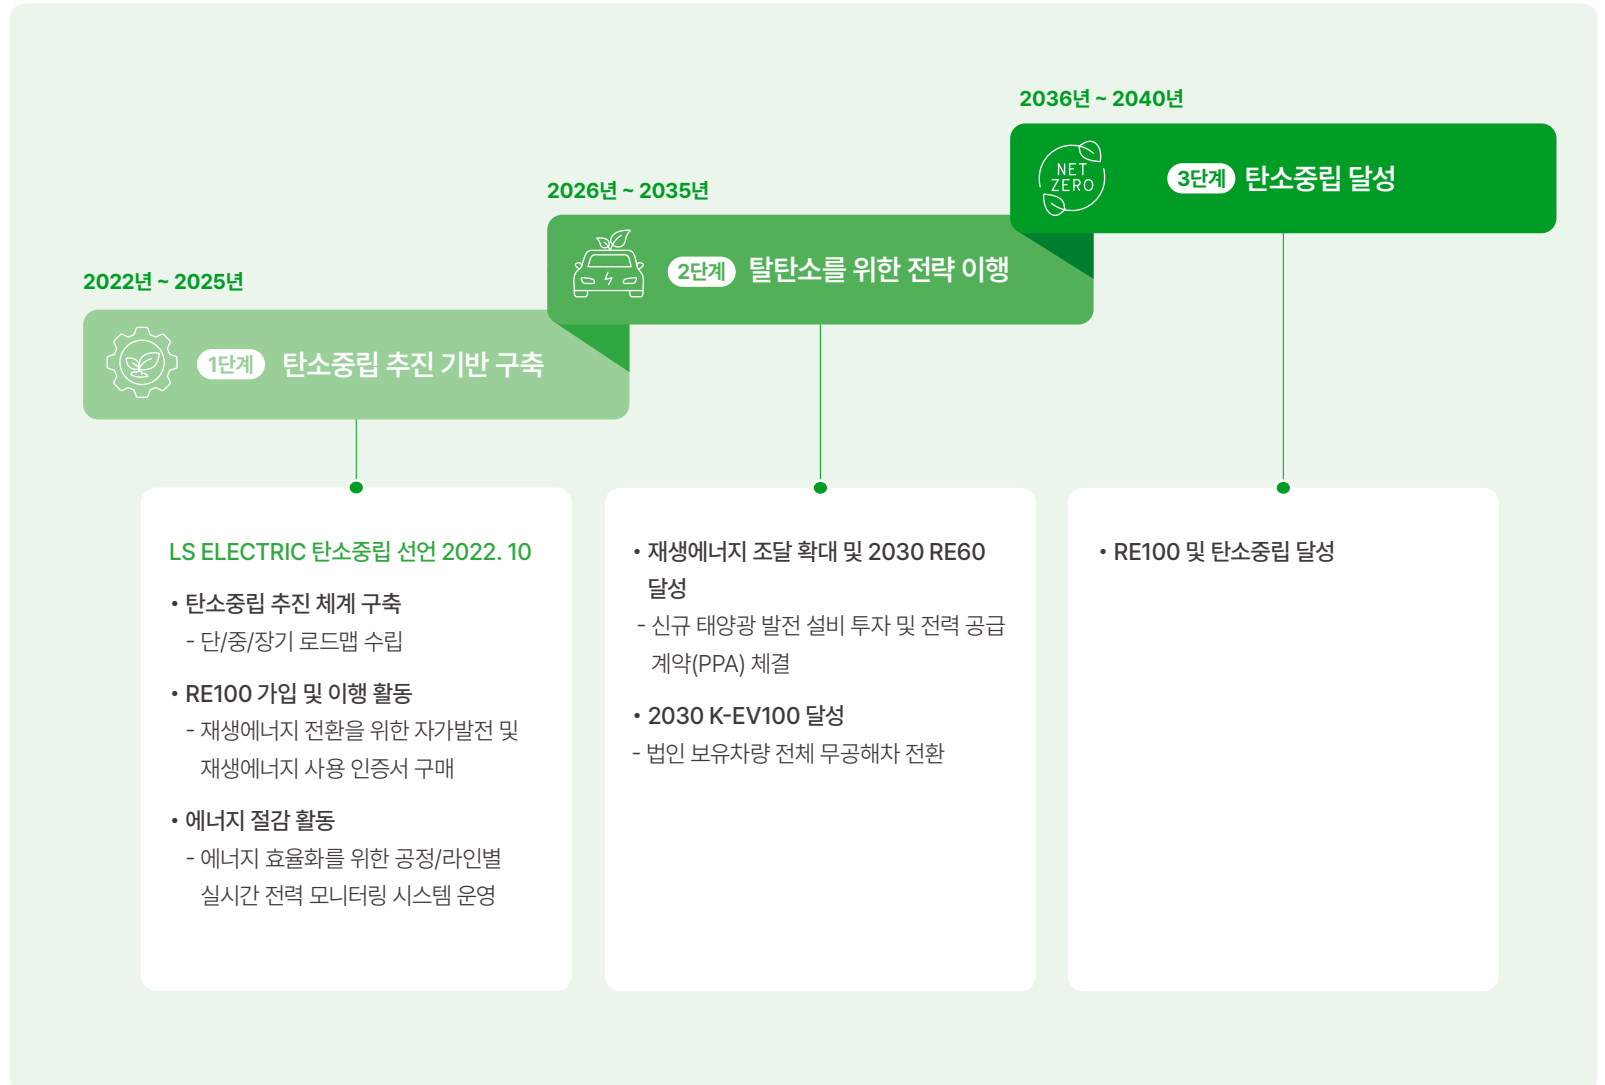 2022년 ~ 2025년
1단계 탄소중립 추진 기반 구축
LS ELECTRIC 탄소중립 선언 2022. 10
• 탄소중립 추진 체계 구축
- 단/중/장기 로드맵 수립
• RE100 가입 및 이행 활동
- 재생에너지 전환을 위한 자가발전 및
재생에너지 사용 인증서 구매
• 에너지 절감 활동
- 에너지 효율화를 위한 공정/라인별
실시간 전력 모니터링 시스템 운영
2026년 ~ 2035년
2단계 탈탄소를 위한 전략 이행
• 재생에너지 조달 확대 및 2030 RE60
달성
- 신규 태양광 발전 설비 투자 및 전력 공급
계약(PPA) 체결
• 2030 K-EV100 달성
- 법인 보유차량 전체 무공해차 전환
2036년 ~ 2040년
NET
ZERO
3단계 탄소중립 달성
• RE100 및 탄소중립 달성